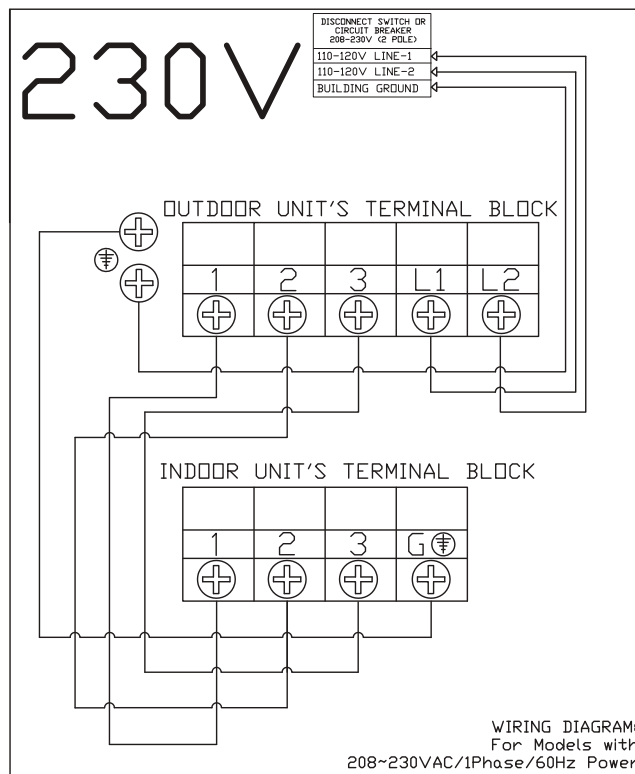 230V
DISCONNECT SWITCH OR
CIRCUIT BREAKER
208-230V (2 POLE)
110-120V LINE-1
110-120V LINE-2
BUILDING GROUND
OUTDOOR UNIT'S TERMINAL BLOCK
1 2 3 L1 L2
INDOOR UNIT'S TERMINAL BLOCK
1 2 3 G
WIRING DIAGRAM
For Models with
208~230VAC/1Phase/60Hz Power